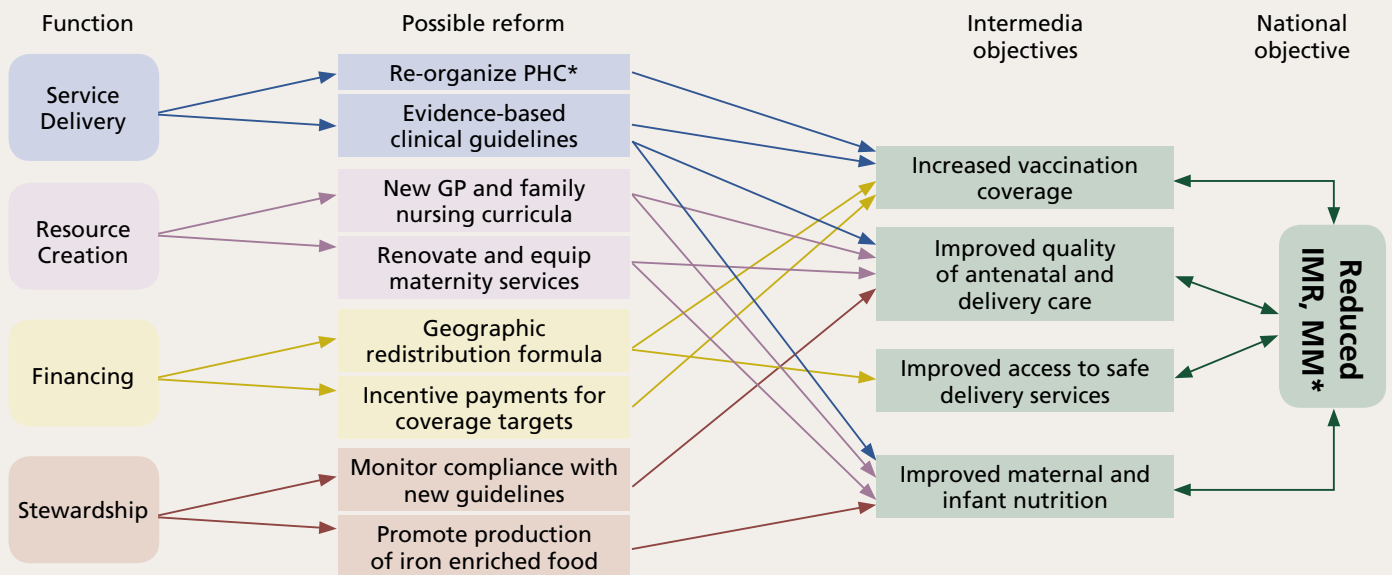 Function
Possible reform
Intermedia
objectives
National
objective
Service
Delivery
Re-organize PHC*
Evidence-based
clinical guidelines
Resource
Creation
New GP and family
nursing curricula
Renovate and equip
maternity services
Financing
Geographic
redistribution formula
Incentive payments for
coverage targets
Stewardship
Monitor compliance with
new guidelines
Promote production
of iron enriched food
Increased vaccination
coverage
Improved quality
of antenatal and
delivery care
Improved access to safe
delivery services
Improved maternal and
infant nutrition
Reduced
IMR, MM*